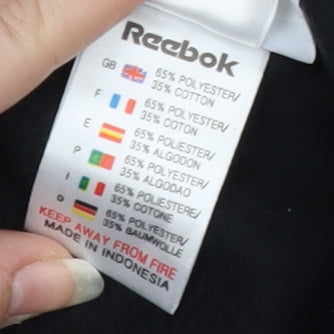 Reebok
GB 65% POLYESTER/
35% COTTON
F 65% POLYESTER/
35% COTON
E 65% POLIESTER/
35% ALGODON
P 65% POLYESTER/
35% ALGODAO
I 65% POLIESTERE/
35% COTONE
D 65% POLYESTER/
35% BAUMWOLLE
KEEP AWAY FROM FIRE
MADE IN INDONESIA